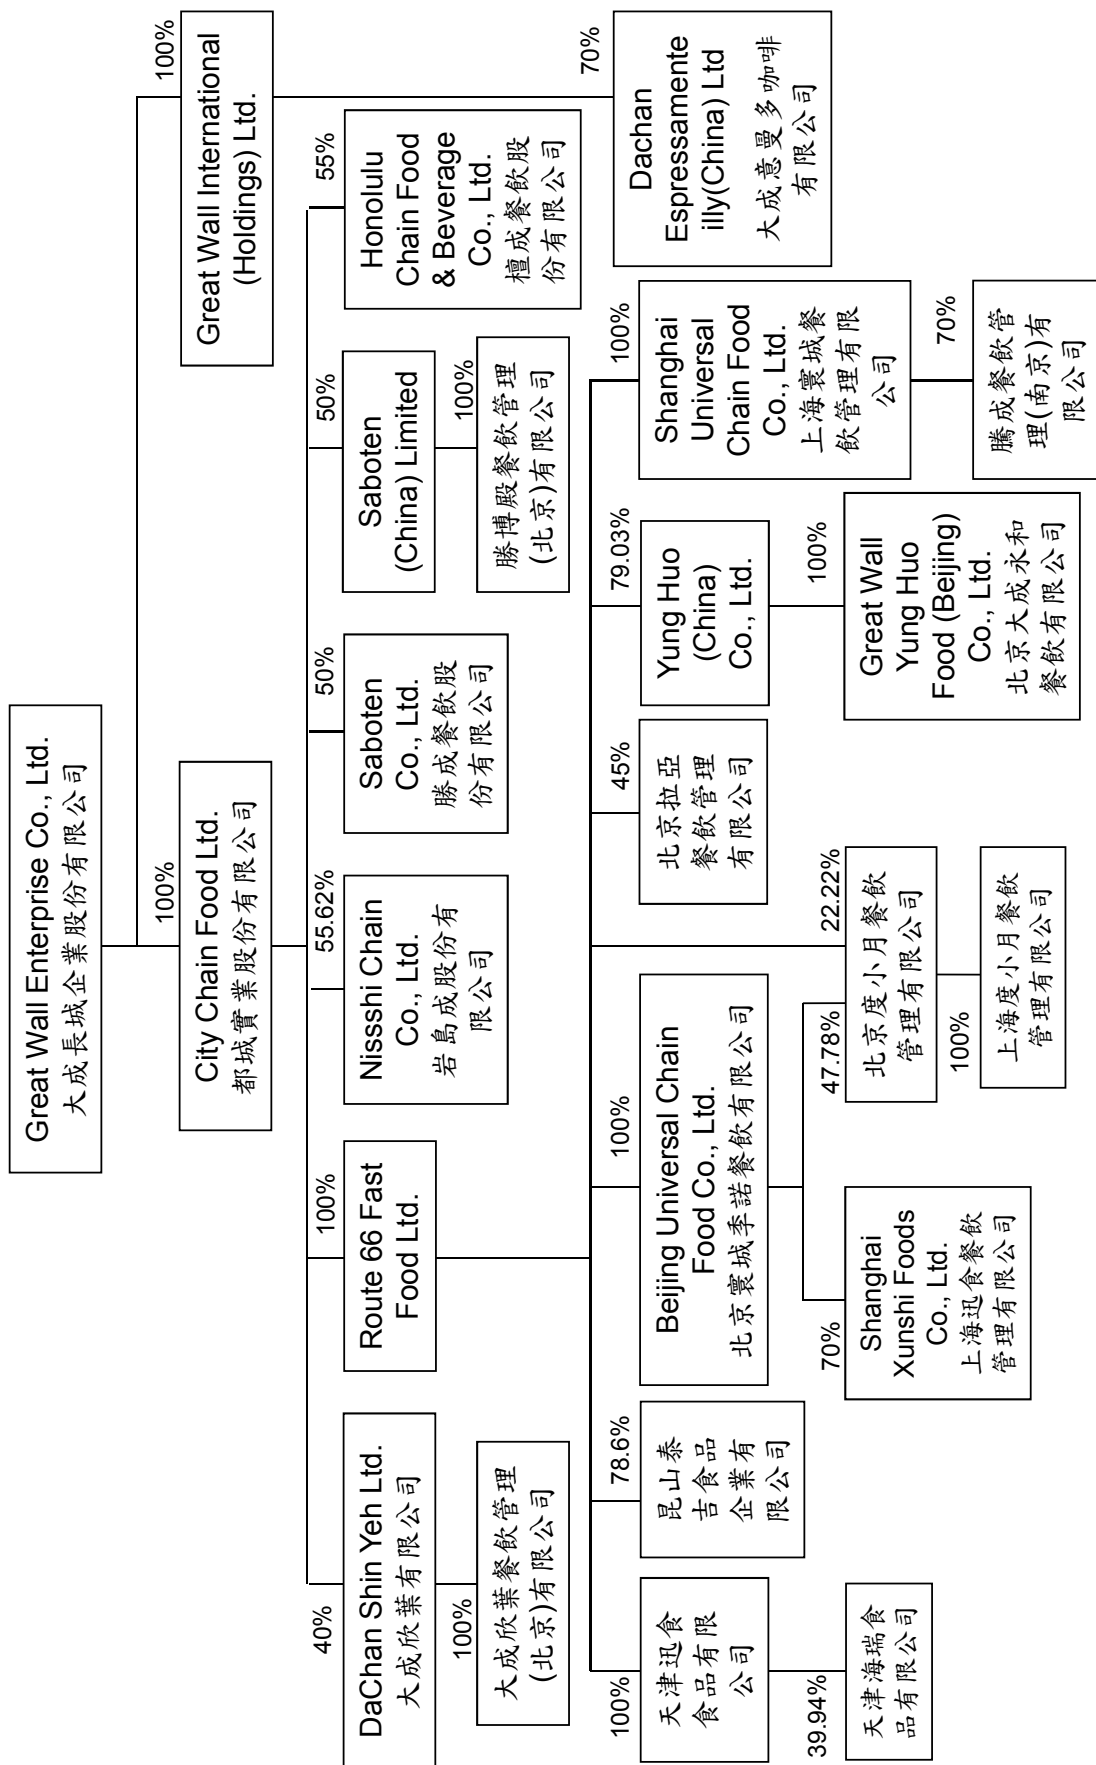 Great Wall Enterprise Co., Ltd.
大成長城企業股份有限公司
100%
100%
City Chain Food Ltd.
都城實業股份有限公司
Great Wall International
(Holdings) Ltd.
40%
100%
55.62%
50%
50%
55%
70%
DaChan Shin Yeh Ltd.
大成欣葉有限公司
100%
大成欣葉餐飲管理
(北京)有限公司
Route 66 Fast
Food Ltd.
Nissshi Chain
Co., Ltd.
岩島成股份有
限公司
Saboten
Co., Ltd.
勝成餐飲股
份有限公司
Saboten
(China) Limited
100%
勝博殿餐飲管理
(北京)有限公司
Honolulu
Chain Food
& Beverage
Co., Ltd.
檀成餐飲股
份有限公司
Dachan
Espressamente
illy(China) Ltd
大成意曼多咖啡
有限公司
100%
78.6%
100%
45%
79.03%
100%
天津迅食
食品有限
公司
39.94%
天津海瑞食
品有限公司
昆山泰
吉食品
企業有
限公司
Beijing Universal Chain
Food Co., Ltd.
北京寰城季諾餐飲有限公司
70%
47.78%
22.22%
Shanghai
Xunshi Foods
Co., Ltd.
上海迅食餐飲
管理有限公司
北京度小月餐飲
管理有限公司
100%
上海度小月餐飲
管理有限公司
北京拉亞
餐飲管理
有限公司
Yung Huo
(China)
Co., Ltd.
100%
Great Wall
Yung Huo
Food (Beijing)
Co., Ltd.
北京大成永和
餐飲有限公司
Shanghai
Universal
Chain Food
Co., Ltd.
上海寰城餐
飲管理有限
公司
70%
騰成餐飲管
理(南京)有
限公司